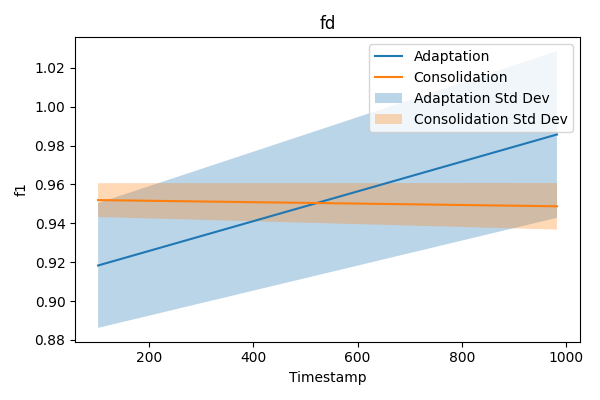 fd
Adaptation
Consolidation
Adaptation Std Dev
Consolidation Std Dev
1.02
1.00
0.98
0.96
0.94
0.92
0.90
0.88
f1
200
400
600
800
1000
Timestamp